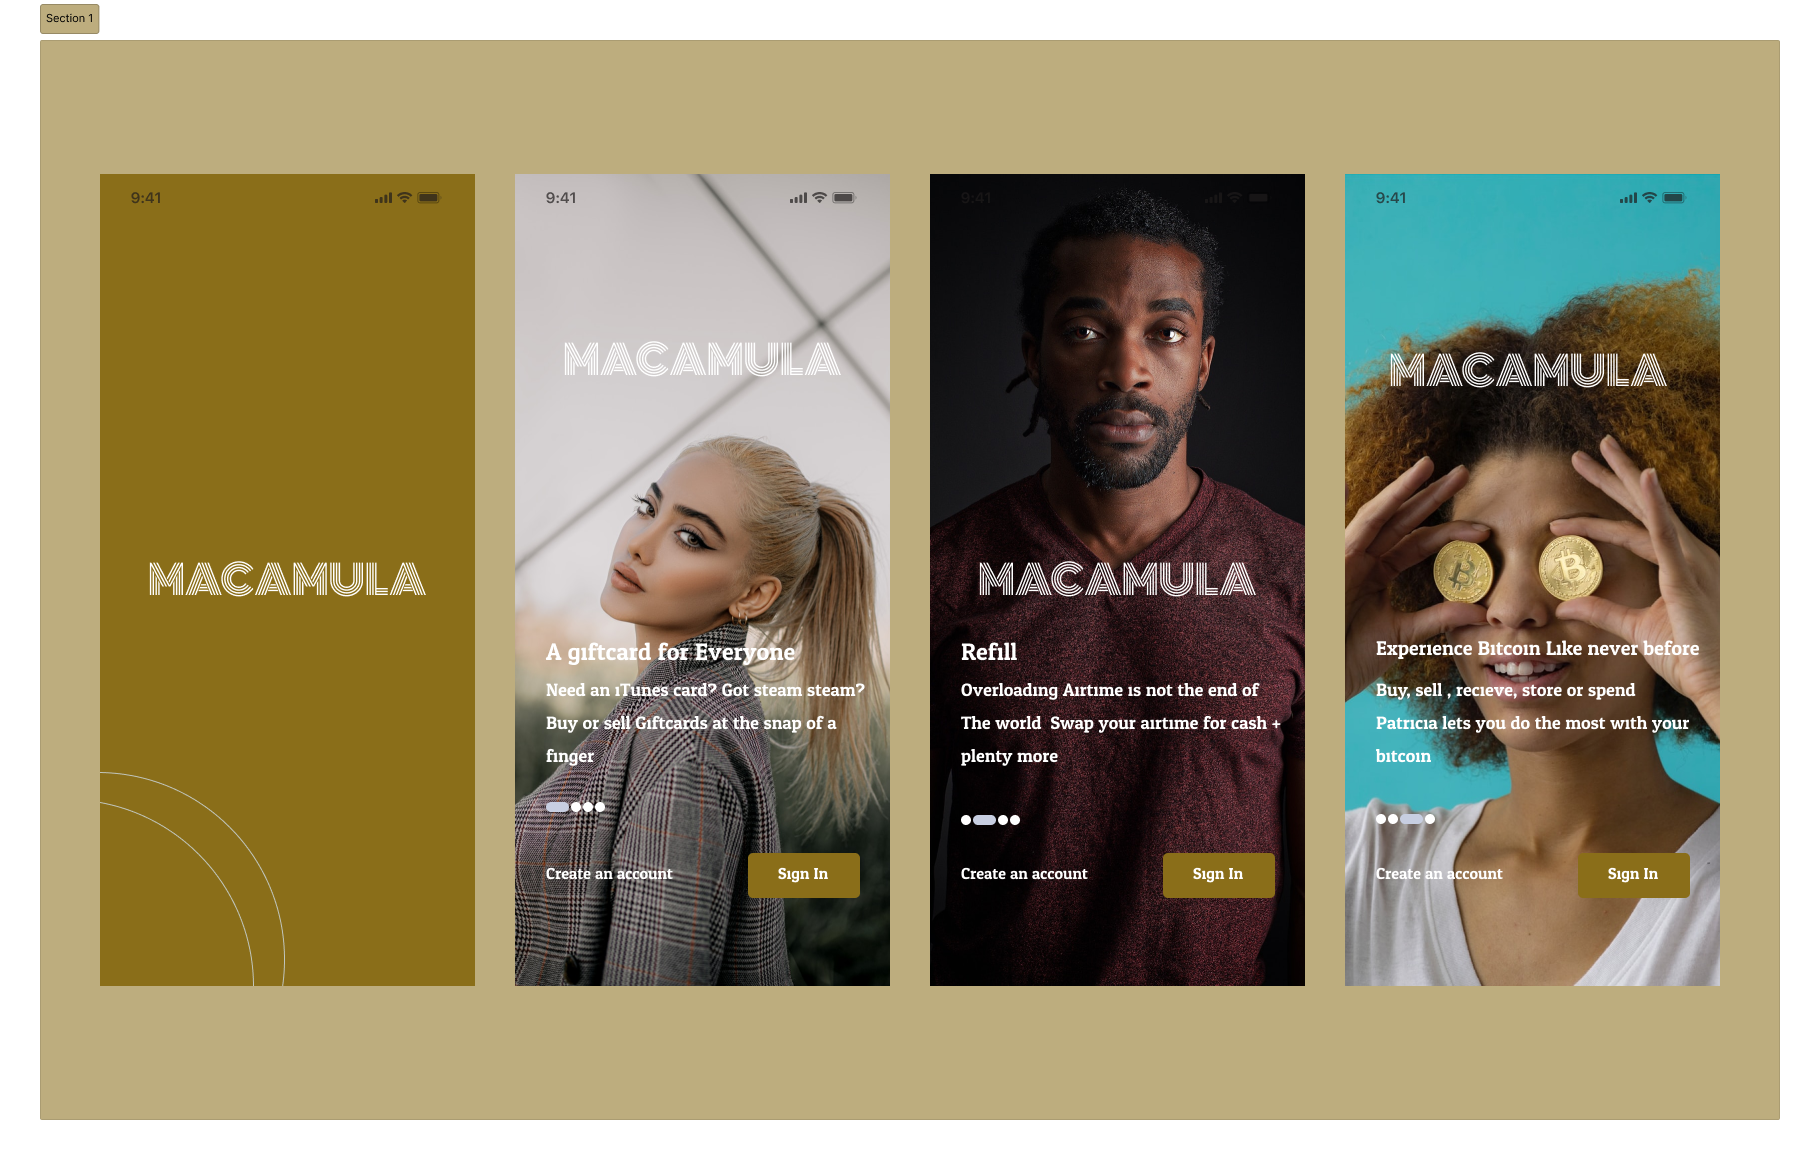 Section 1
9:41
MACAMULA
9:41
MACAMULA
A giftcard for Everyone
Need an iTunes card? Got steam steam?
Buy or sell Giftcards at the snap of a
finger
Create an account
Sign In
9:41
MACAMULA
Refill
Overloading Airtime is not the end of
The world Swap your airtime for cash +
plenty more
Create an account
Sign In
9:41
MACAMULA
Experience Bitcoin Like never before
Buy, sell , recieve, store or spend
Patricia lets you do the most with your
bitcoin
Create an account
Sign In